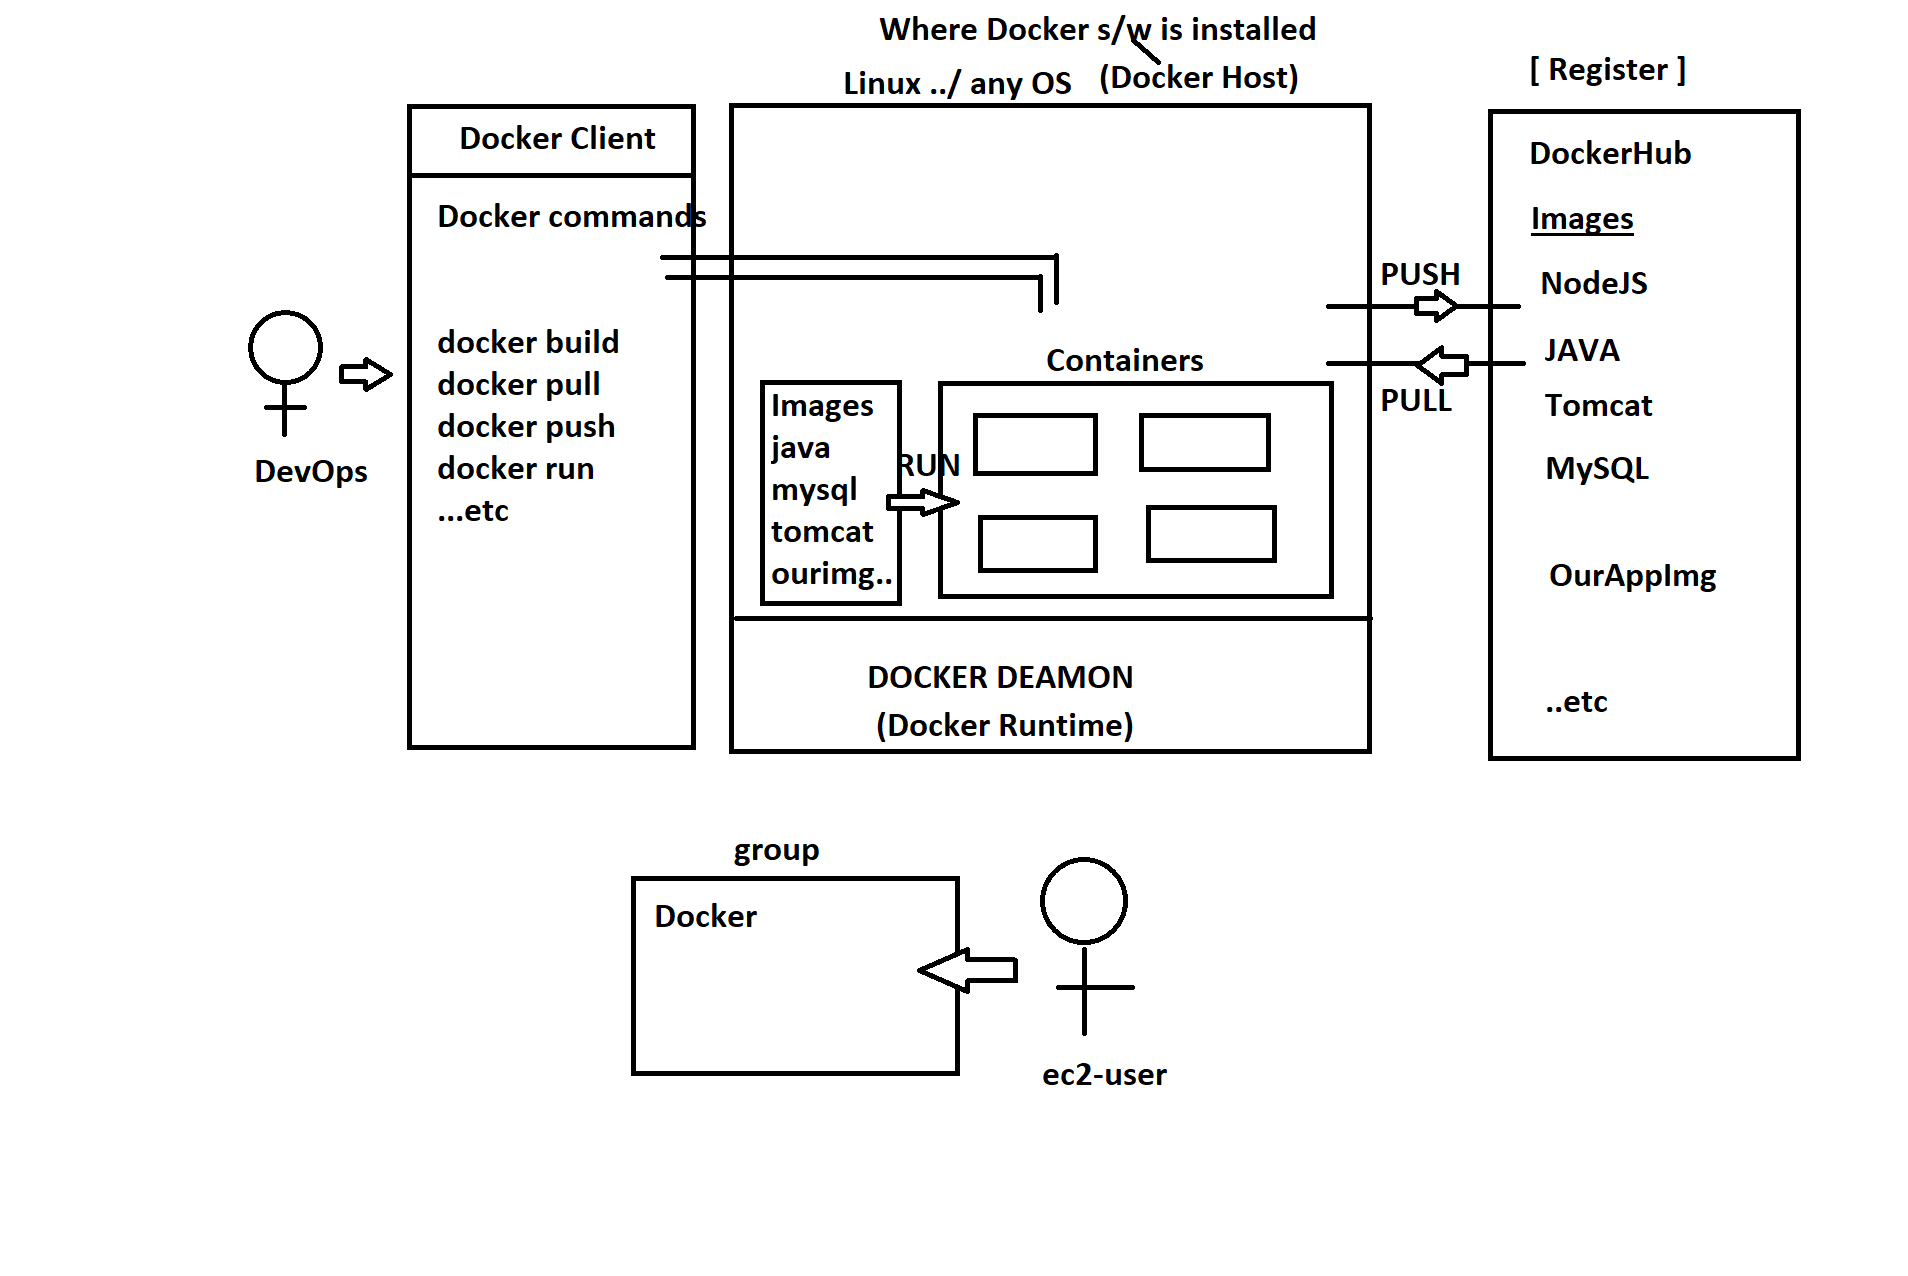 Where Docker s/w is installed
Linux ../ any OS (Docker Host)
[ Register ]
Docker Client
Docker commands
docker build
docker pull
docker push
docker run
...etc
DevOps
Containers
Images
java
mysql
tomcat
ourimg..
RUN
DOCKER DEAMON
(Docker Runtime)
PUSH
PULL
DockerHub
Images
NodeJS
JAVA
Tomcat
MySQL
OurAppImg
..etc
group
Docker
ec2-user